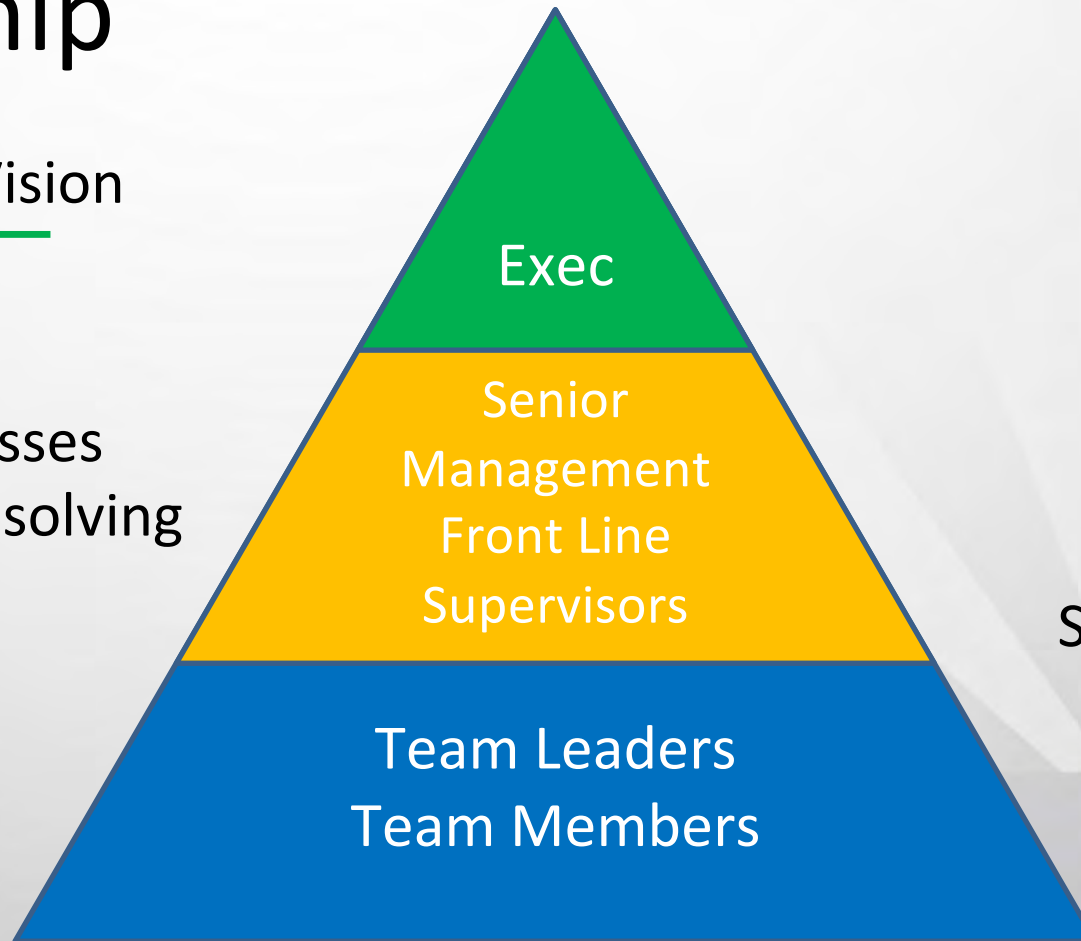 hip
ision
Exec
Senior
Management
sses
Front Line
solving
Supervisors
S
Team Leaders
Team Members